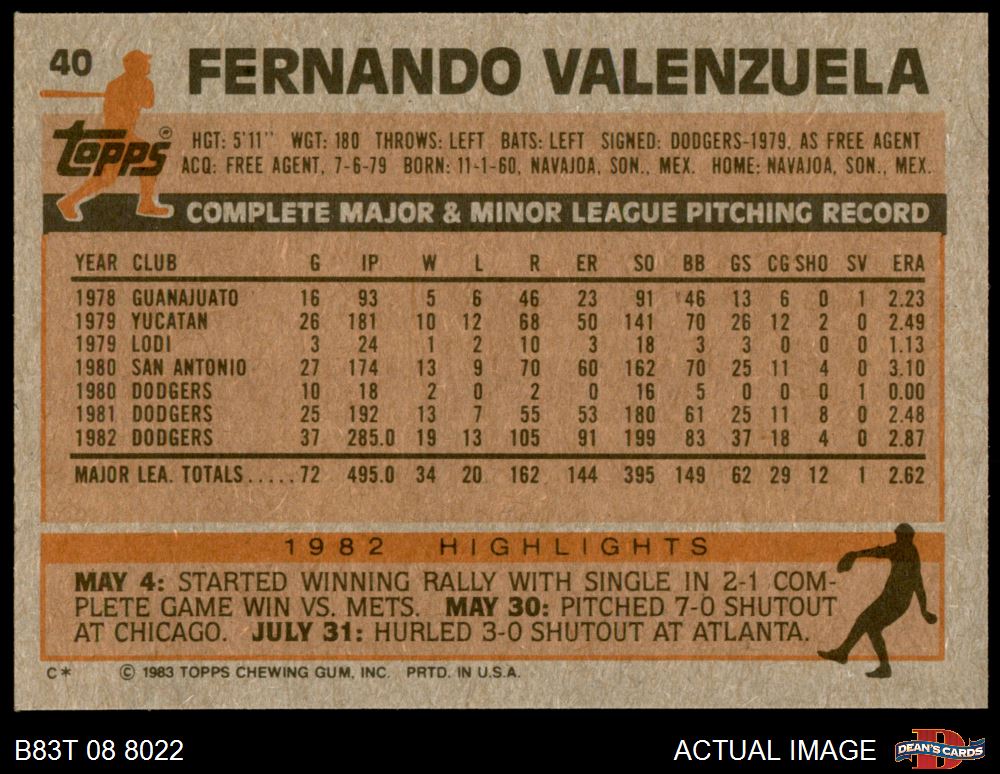 40
FERNANDO VALENZUELA
topps®
HGT: 5'11" WGT: 180 THROWS: LEFT BATS: LEFT SIGNED: DODGERS-1979, AS FREE AGENT
ACQ: FREE AGENT, 7-6-79 BORN: 11-1-60, NAVAJOA, SON., MEX. HOME: NAVAJOA, SON., MEX.
COMPLETE MAJOR & MINOR LEAGUE PITCHING RECORD
YEAR CLUB G IP W L R ER SO BB GS CG SHO SV ERA
1978 GUANAJUATO 16 93 5 6 46 23 91 46 13 6 0 1 2.23
1979 YUCATAN 26 181 10 12 68 50 141 70 26 12 2 0 2.49
1979 LODI 3 24 1 2 10 3 18 3 3 0 0 0 1.13
1980 SAN ANTONIO 27 174 13 9 70 60 162 70 25 11 4 0 3.10
1980 DODGERS 10 18 2 0 2 0 16 5 0 0 0 1 0.00
1981 DODGERS 25 192 13 7 55 53 180 61 25 11 8 0 2.48
1982 DODGERS 37 285.0 19 13 105 91 199 83 37 18 4 0 2.87
MAJOR LEA. TOTALS.....72 495.0 34 20 162 144 395 149 62 29 12 1 2.62
1982 HIGHLIGHTS
MAY 4: STARTED WINNING RALLY WITH SINGLE IN 2-1 COM-
PLETE GAME WIN VS. METS. MAY 30: PITCHED 7-0 SHUTOUT
AT CHICAGO. JULY 31: HURLED 3-0 SHUTOUT AT ATLANTA.
C* © 1983 TOPPS CHEWING GUM, INC. PRTD. IN U.S.A.
B83T 08 8022
ACTUAL IMAGE
DEAN'S CARDS